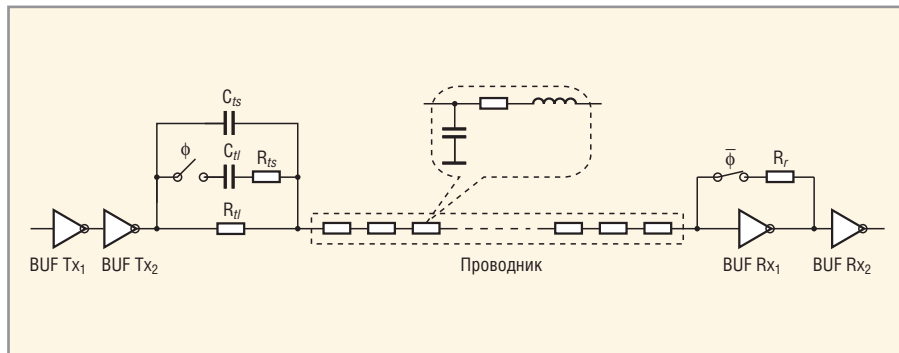 C_ts
ϕ
C_tl
R_ts
R_tl
ϕ̅
R_r
BUF Tx₁
BUF Tx₂
Проводник
BUF Rx₁
BUF Rx₂